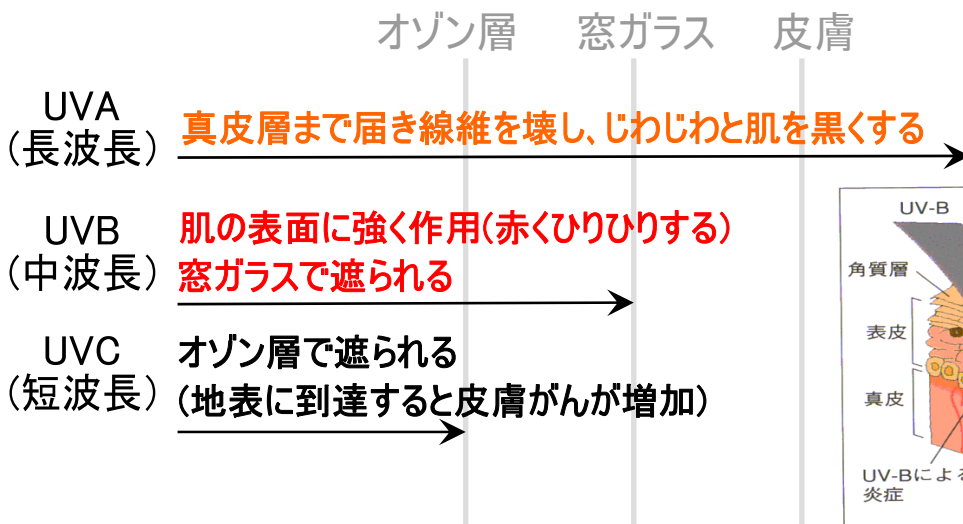 オゾン層 窓ガラス 皮膚
UVA
(長波長)
真皮層まで届き線維を壊し、じわじわと肌を黒くする
UVB
(中波長)
肌の表面に強く作用(赤くひりひりする)
窓ガラスで遮られる
UVC
(短波長)
オゾン層で遮られる
(地表に到達すると皮膚がんが増加)
UV-B
角質層
表皮
真皮
UV-Bによる
炎症